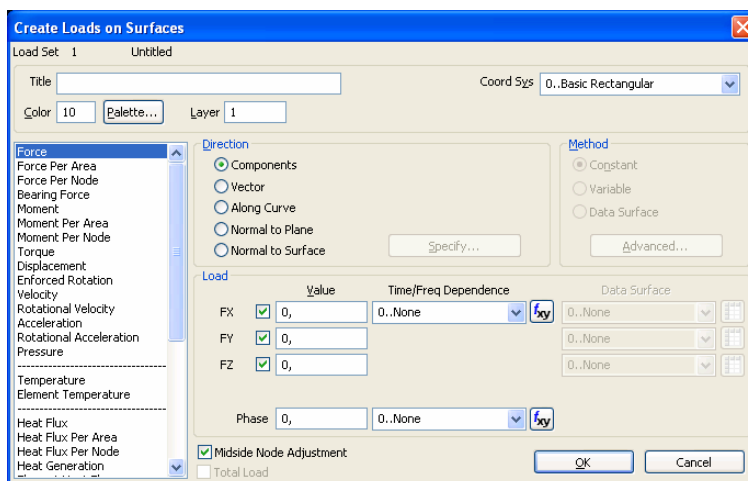 Create Loads on Surfaces
Load Set 1 Untitled
Title
Coord Sys 0..Basic Rectangular
Color 10 Palette... Layer 1
Force
Force Per Area
Force Per Node
Bearing Force
Moment
Moment Per Area
Moment Per Node
Torque
Displacement
Enforced Rotation
Velocity
Rotational Velocity
Acceleration
Rotational Acceleration
Pressure
Temperature
Element Temperature
Heat Flux
Heat Flux Per Area
Heat Flux Per Node
Heat Generation
Direction
Components
Vector
Along Curve
Normal to Plane
Normal to Surface
Specify...
Method
Constant
Variable
Data Surface
Advanced...
Load
Value Time/Freq Dependence Data Surface
FX 0, 0..None fxy 0..None
FY 0, 0..None
FZ 0, 0..None
Phase 0, 0..None fxy
Midside Node Adjustment
Total Load
OK Cancel